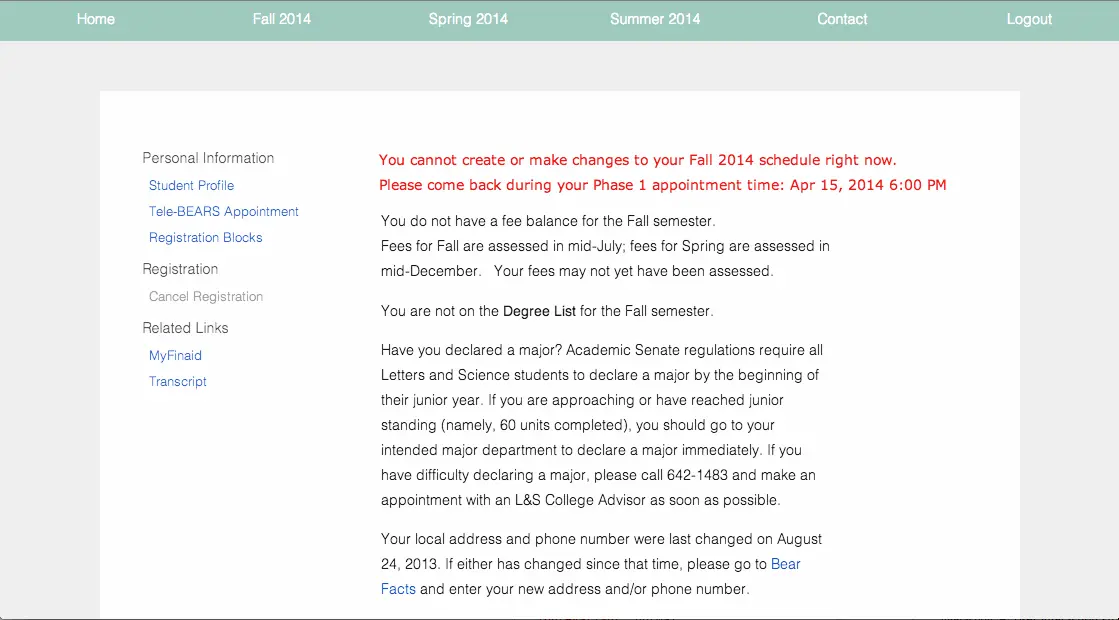 Home Fall 2014 Spring 2014 Summer 2014 Contact Logout
Personal Information
Student Profile
Tele-BEARS Appointment
Registration Blocks
Registration
Cancel Registration
Related Links
MyFinaid
Transcript
You cannot create or make changes to your Fall 2014 schedule right now.
Please come back during your Phase 1 appointment time: Apr 15, 2014 6:00 PM
You do not have a fee balance for the Fall semester.
Fees for Fall are assessed in mid-July; fees for Spring are assessed in
mid-December. Your fees may not yet have been assessed.
You are not on the Degree List for the Fall semester.
Have you declared a major? Academic Senate regulations require all
Letters and Science students to declare a major by the beginning of
their junior year. If you are approaching or have reached junior
standing (namely, 60 units completed), you should go to your
intended major department to declare a major immediately. If you
have difficulty declaring a major, please call 642-1483 and make an
appointment with an L&S College Advisor as soon as possible.
Your local address and phone number were last changed on August
24, 2013. If either has changed since that time, please go to Bear
Facts and enter your new address and/or phone number.